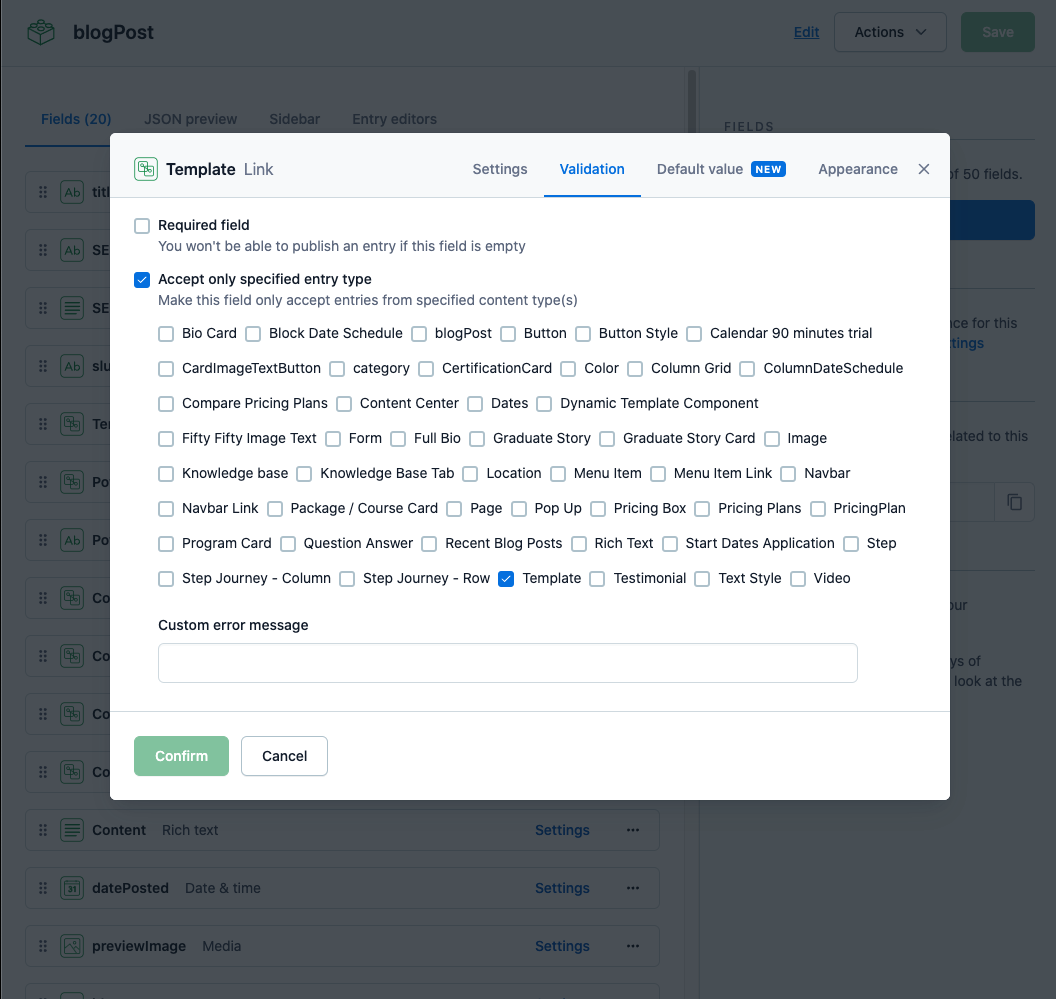 blogPost
Edit
Actions
Save
Fields (20)
JSON preview
Sidebar
Entry editors
FIELDS
Template Link
Settings
Validation
Default value NEW
Appearance
of 50 fields.
Required field
You won't be able to publish an entry if this field is empty
Accept only specified entry type
Make this field only accept entries from specified content type(s)
Bio Card Block Date Schedule blogPost Button Button Style Calendar 90 minutes trial
CardImageTextButton category CertificationCard Color Column Grid ColumnDateSchedule
Compare Pricing Plans Content Center Dates Dynamic Template Component
Fifty Fifty Image Text Form Full Bio Graduate Story Graduate Story Card Image
Knowledge base Knowledge Base Tab Location Menu Item Menu Item Link Navbar
Navbar Link Package / Course Card Page Pop Up Pricing Box Pricing Plans PricingPlan
Program Card Question Answer Recent Blog Posts Rich Text Start Dates Application Step
Step Journey - Column Step Journey - Row Template Testimonial Text Style Video
Custom error message
Confirm
Cancel
Ab
Ab SE
SE
Ab slu
Ab Po
Po
Co
Co
Co
Co
for this
elated to this
look at the
Content Rich text Settings
31 datePosted Date & time Settings
previewImage Media Settings